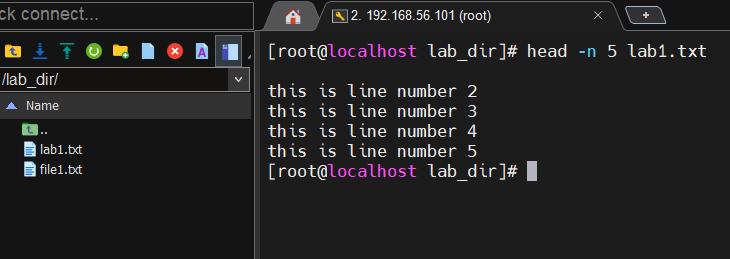 ck connect...
2. 192.168.56.101 (root)
/lab_dir/
Name
..
lab1.txt
file1.txt
[root@localhost lab_dir]# head -n 5 lab1.txt
this is line number 2
this is line number 3
this is line number 4
this is line number 5
[root@localhost lab_dir]#